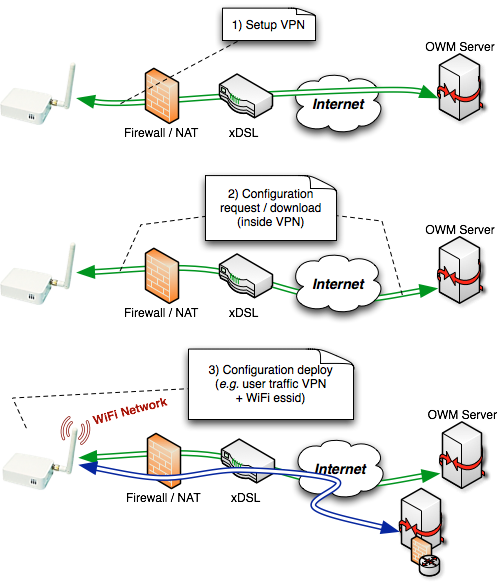 1) Setup VPN
OWM Server
Internet
Firewall / NAT
xDSL
2) Configuration
request / download
(inside VPN)
OWM Server
Internet
Firewall / NAT
xDSL
3) Configuration deploy
(e.g. user traffic VPN
+ WiFi essid)
WiFi Network
OWM Server
Internet
Firewall / NAT
xDSL